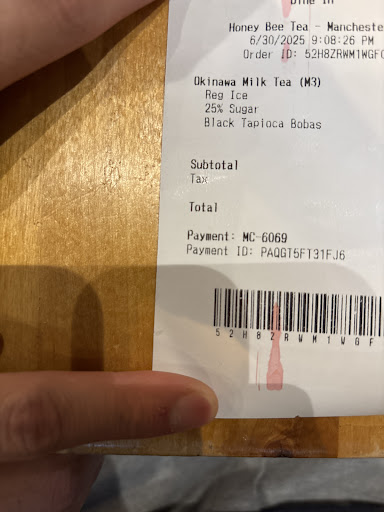 Dine In
Honey Bee Tea - Mancheste
6/30/2025 9:08:26 PM
Order ID: 52H8ZRWM1WGF
Okinawa Milk Tea (M3)
Reg Ice
25% Sugar
Black Tapioca Bobas
Subtotal
Tax
Total
Payment: MC-6069
Payment ID: PAQGT5FT31FJ6
52H8ZRWM1WGF